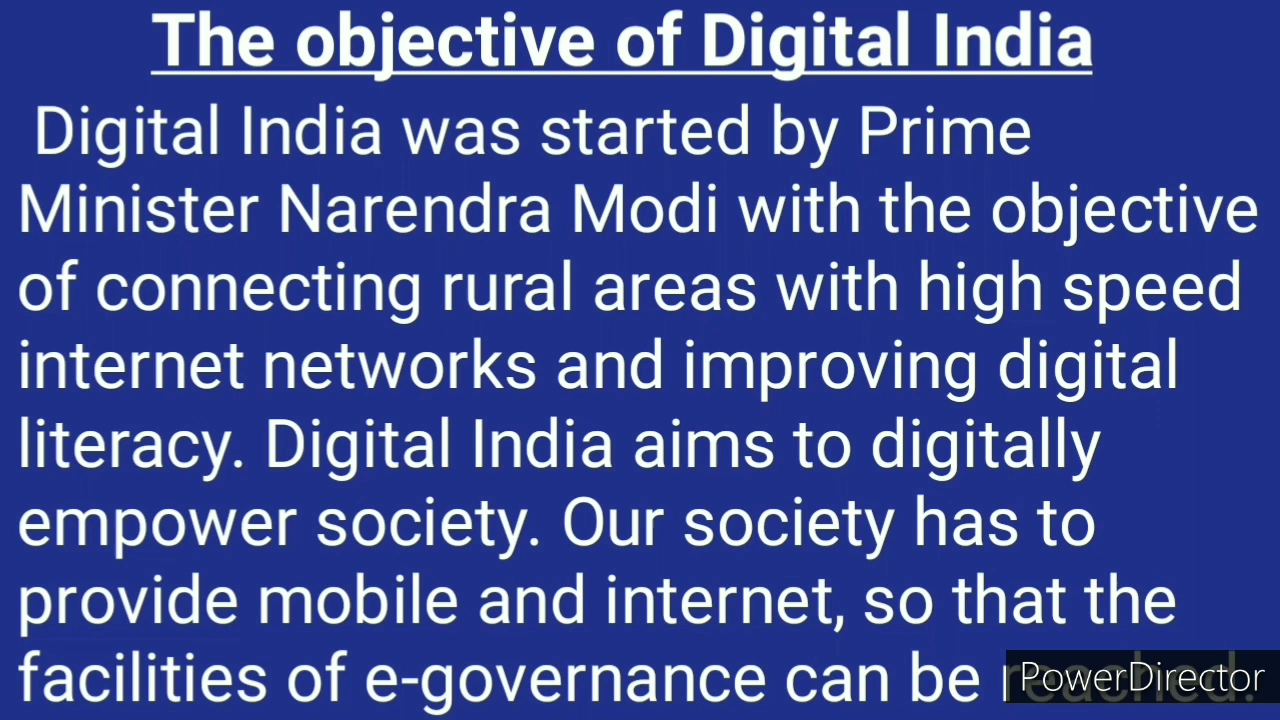 The objective of Digital India
Digital India was started by Prime
Minister Narendra Modi with the objective
of connecting rural areas with high speed
internet networks and improving digital
literacy. Digital India aims to digitally
empower society. Our society has to
provide mobile and internet, so that the
facilities of e-governance can be reached.
PowerDirector